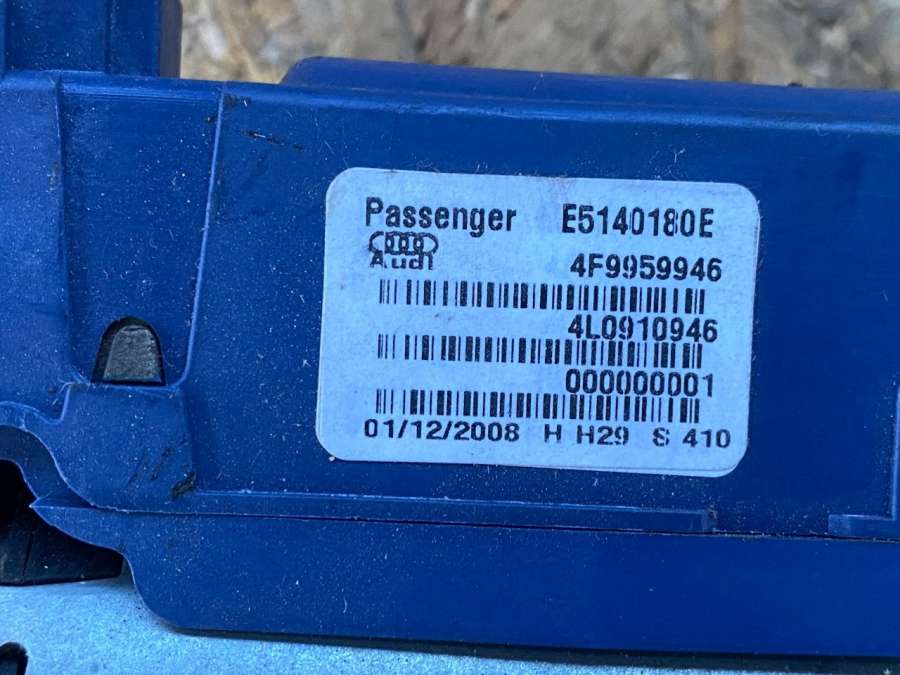 Passenger E5140180E
Audi 4F9959946
4L0910946
000000001
01/12/2008 H H29 S 410